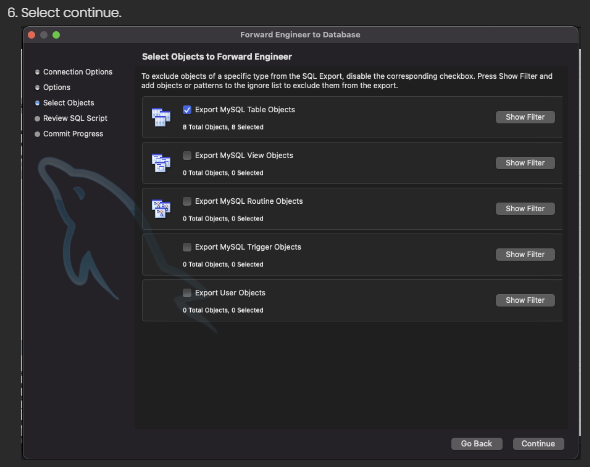 6. Select continue.
Forward Engineer to Database
Connection Options
Options
Select Objects
Review SQL Script
Commit Progress
Select Objects to Forward Engineer
To exclude objects of a specific type from the SQL Export, disable the corresponding checkbox. Press Show Filter and
add objects or patterns to the ignore list to exclude them from the export.
Export MySQL Table Objects
8 Total Objects, 8 Selected
Show Filter
Export MySQL View Objects
0 Total Objects, 0 Selected
Show Filter
Export MySQL Routine Objects
0 Total Objects, 0 Selected
Show Filter
Export MySQL Trigger Objects
0 Total Objects, 0 Selected
Show Filter
Export User Objects
0 Total Objects, 0 Selected
Show Filter
Go Back
Continue